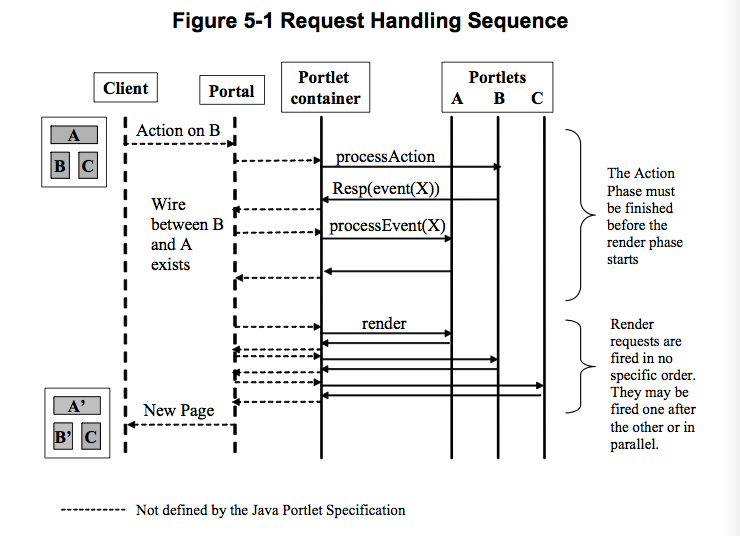 Figure 5-1 Request Handling Sequence
Client
Portal
Portlet
container
Portlets
A B C
A
B C
Action on B
processAction
Resp(event(X))
Wire
between B
and A
exists
processEvent(X)
The Action
Phase must
be finished
before the
render phase
starts
render
Render
requests are
fired in no
specific order.
They may be
fired one after
the other or in
parallel.
A’
B’ C
New Page
Not defined by the Java Portlet Specification